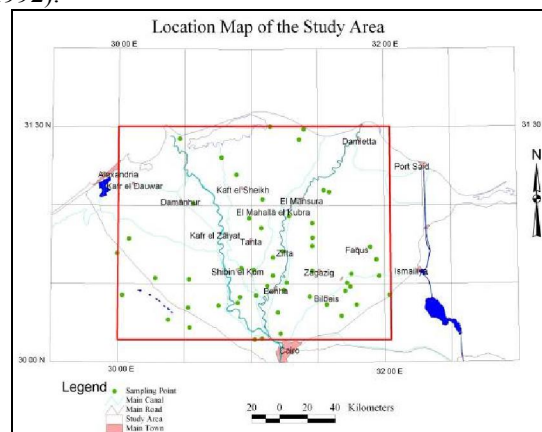 1992).
Location Map of the Study Area
30 00 E
32 00 E
31 30 N
31 30
Damietta
Port Said
Alexandria
Kafr el Dauwar
Kafr el Sheikh
Damanhur
El Mansura
El Mahalla el Kubra
Kafr el Zaiyat
Tanta
Zifta
Faqus
Shibin el Kom
Zagazig
Ismailiya
Benha
Bilbeis
30 00 N
Cairo
30 00 E
32 00 E
N
Legend
Sampling Point
Main Canal
Main Road
Study Area
Main Town
20 0 20 40 Kilometers